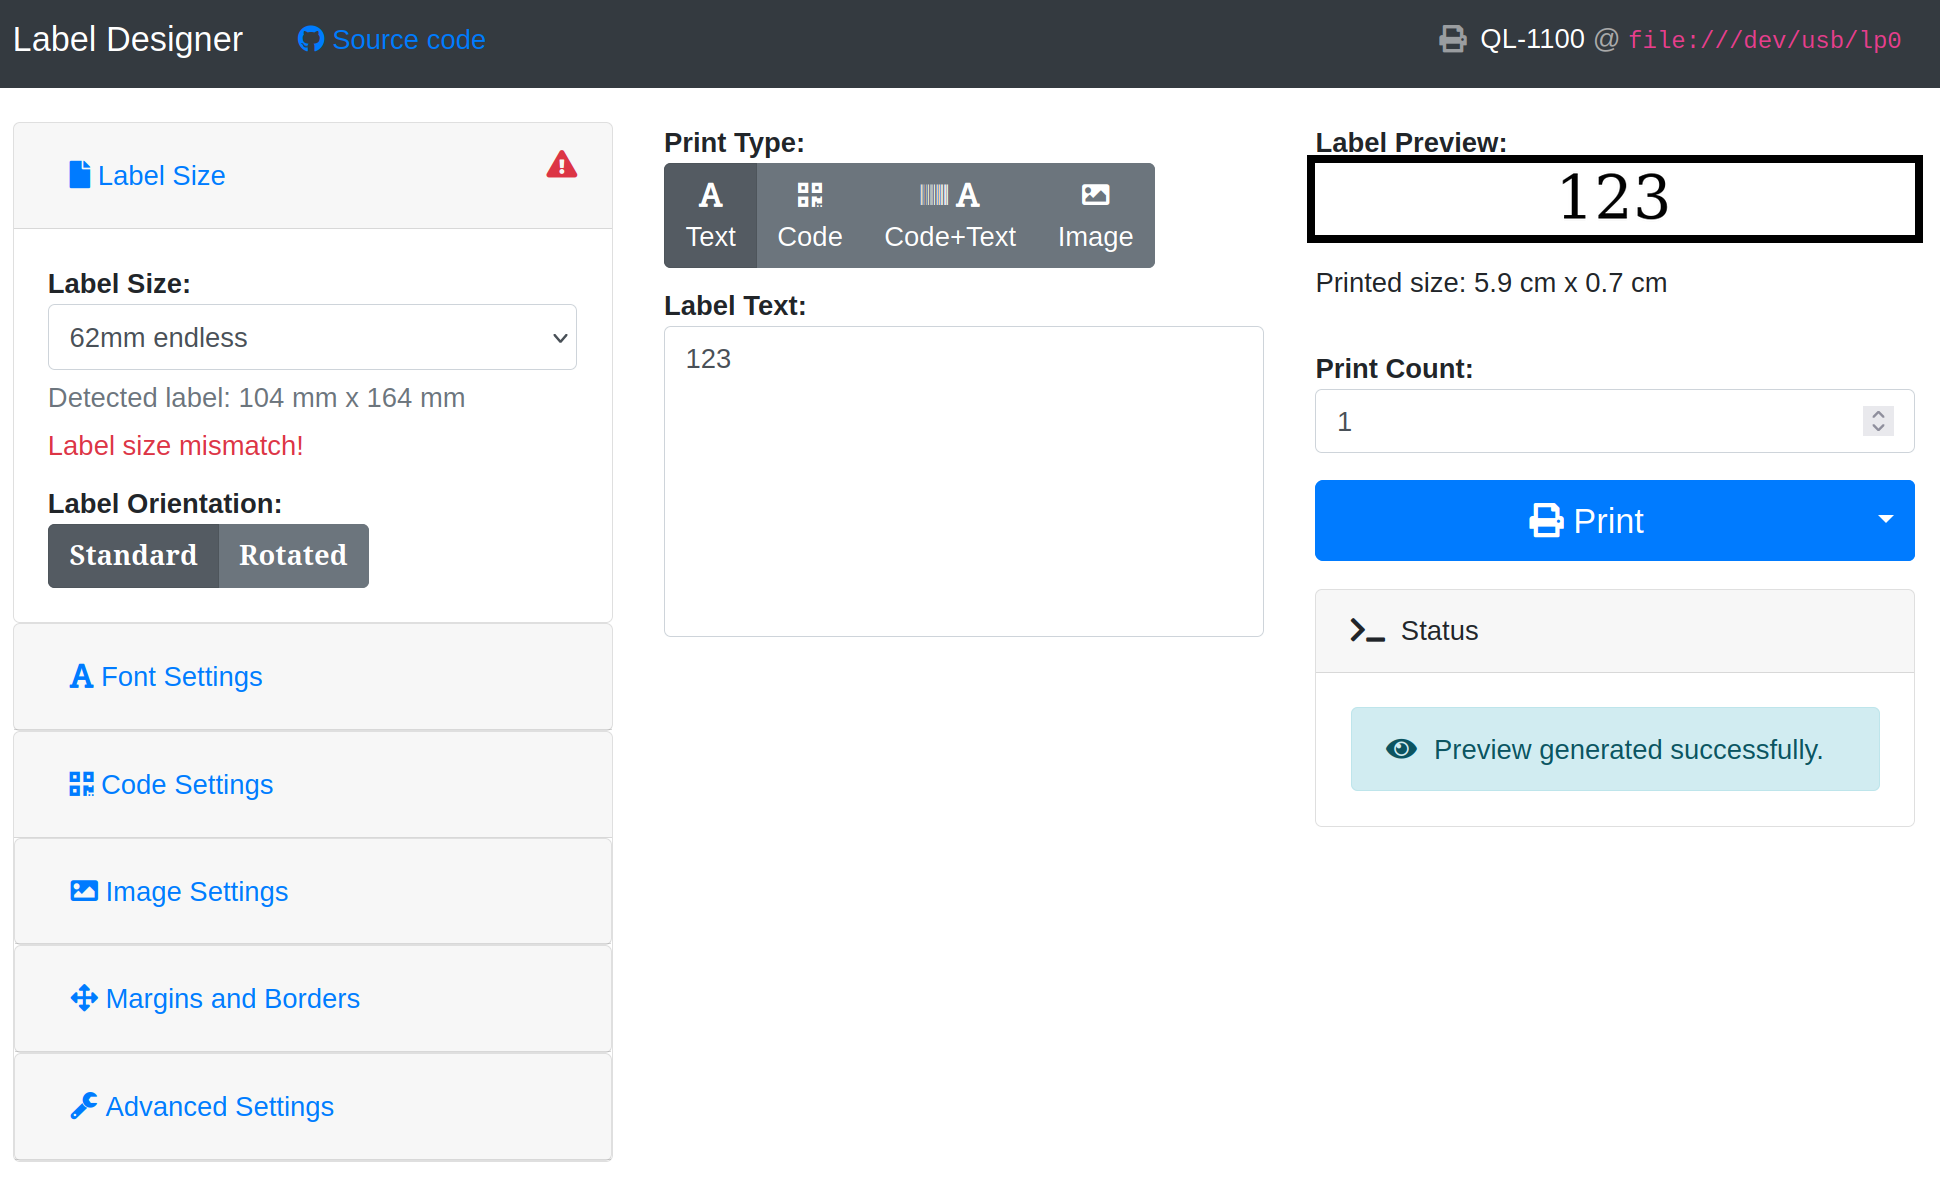 Label Designer
Source code
QL-1100 @ file:///dev/usb/lp0
Label Size
Label Size:
62mm endless
Detected label: 104 mm x 164 mm
Label size mismatch!
Label Orientation:
Standard Rotated
Font Settings
Code Settings
Image Settings
Margins and Borders
Advanced Settings
Print Type:
Text Code Code+Text Image
Label Text:
123
Label Preview:
123
Printed size: 5.9 cm x 0.7 cm
Print Count:
1
Print
Status
Preview generated successfully.